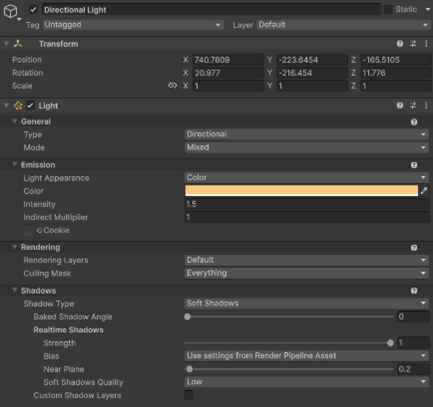 Directional Light Static
Tag Untagged Layer Default
Transform
Position X 740.7809 Y -223.6454 Z -165.5105
Rotation X 20.977 Y -216.454 Z 11.776
Scale X 1 Y 1 Z 1
Light
General
Type Directional
Mode Mixed
Emission
Light Appearance Color
Color
Intensity 1.5
Indirect Multiplier 1
Cookie
Rendering
Rendering Layers Default
Culling Mask Everything
Shadows
Shadow Type Soft Shadows
Baked Shadow Angle 0
Realtime Shadows
Strength 1
Bias Use settings from Render Pipeline Asset
Near Plane 0.2
Soft Shadows Quality Low
Custom Shadow Layers